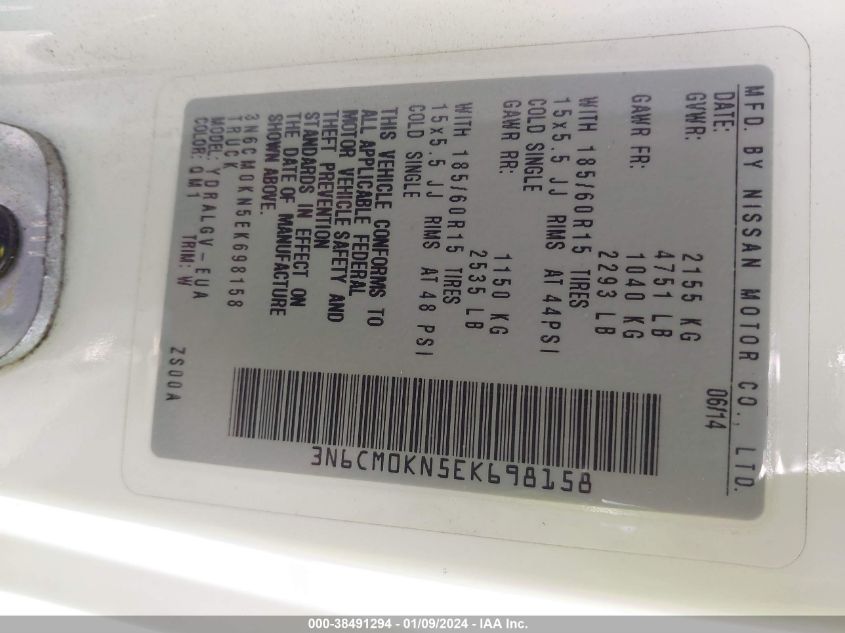 MFD. BY NISSAN MOTOR CO., LTD.
DATE: 06/14
GVWR: 2155 KG
4751 LB
GAWR FR: 1040 KG
2293 LB
WITH 185/60R15 TIRES
15x5.5 JJ RIMS AT 44PSI
COLD SINGLE
GAWR RR: 1150 KG
2535 LB
WITH 185/60R15 TIRES
15x5.5 JJ RIMS AT 48 PSI
COLD SINGLE
THIS VEHICLE CONFORMS TO
ALL APPLICABLE FEDERAL
MOTOR VEHICLE SAFETY AND
THEFT PREVENTION
STANDARDS IN EFFECT ON
THE DATE OF MANUFACTURE
SHOWN ABOVE.
3N6CM0KN5EK698158
TRUCK
MODEL: YDRALGV-EUA
COLOR: QM1 TRIM: W
ZS00A
3N6CM0KN5EK698158
000-38491294 - 01/09/2024 - IAA Inc.